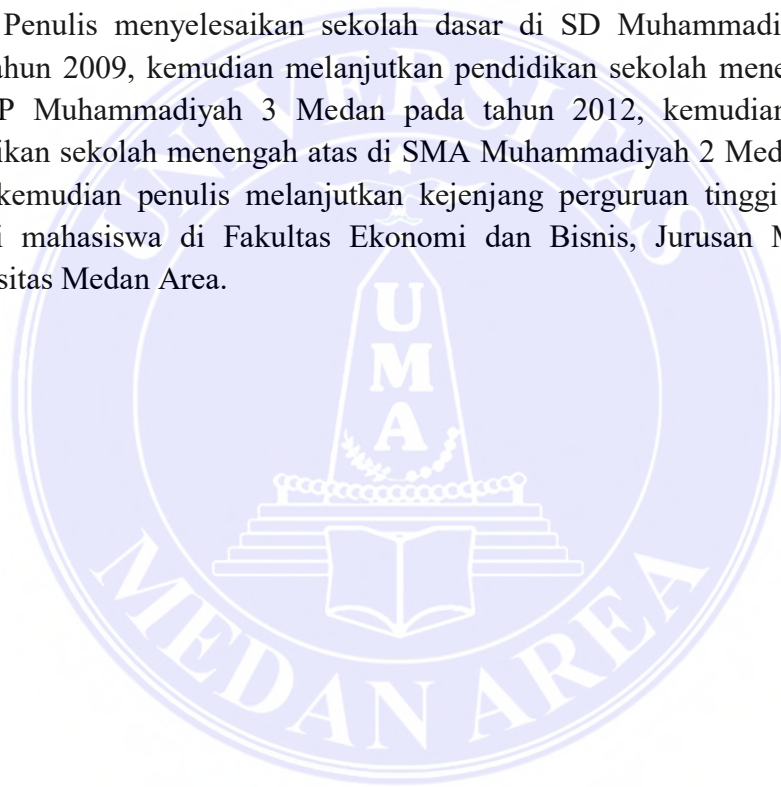 Penulis menyelesaikan sekolah dasar di SD Muhammadi
ahun 2009, kemudian melanjutkan pendidikan sekolah mene
P Muhammadiyah 3 Medan pada tahun 2012, kemudian
ikan sekolah menengah atas di SMA Muhammadiyah 2 Med
kemudian penulis melanjutkan kejenjang perguruan tinggi
i mahasiswa di Fakultas Ekonomi dan Bisnis, Jurusan M
sitas Medan Area.
UNIVERSITAS
U
M
A
MEDAN AREA